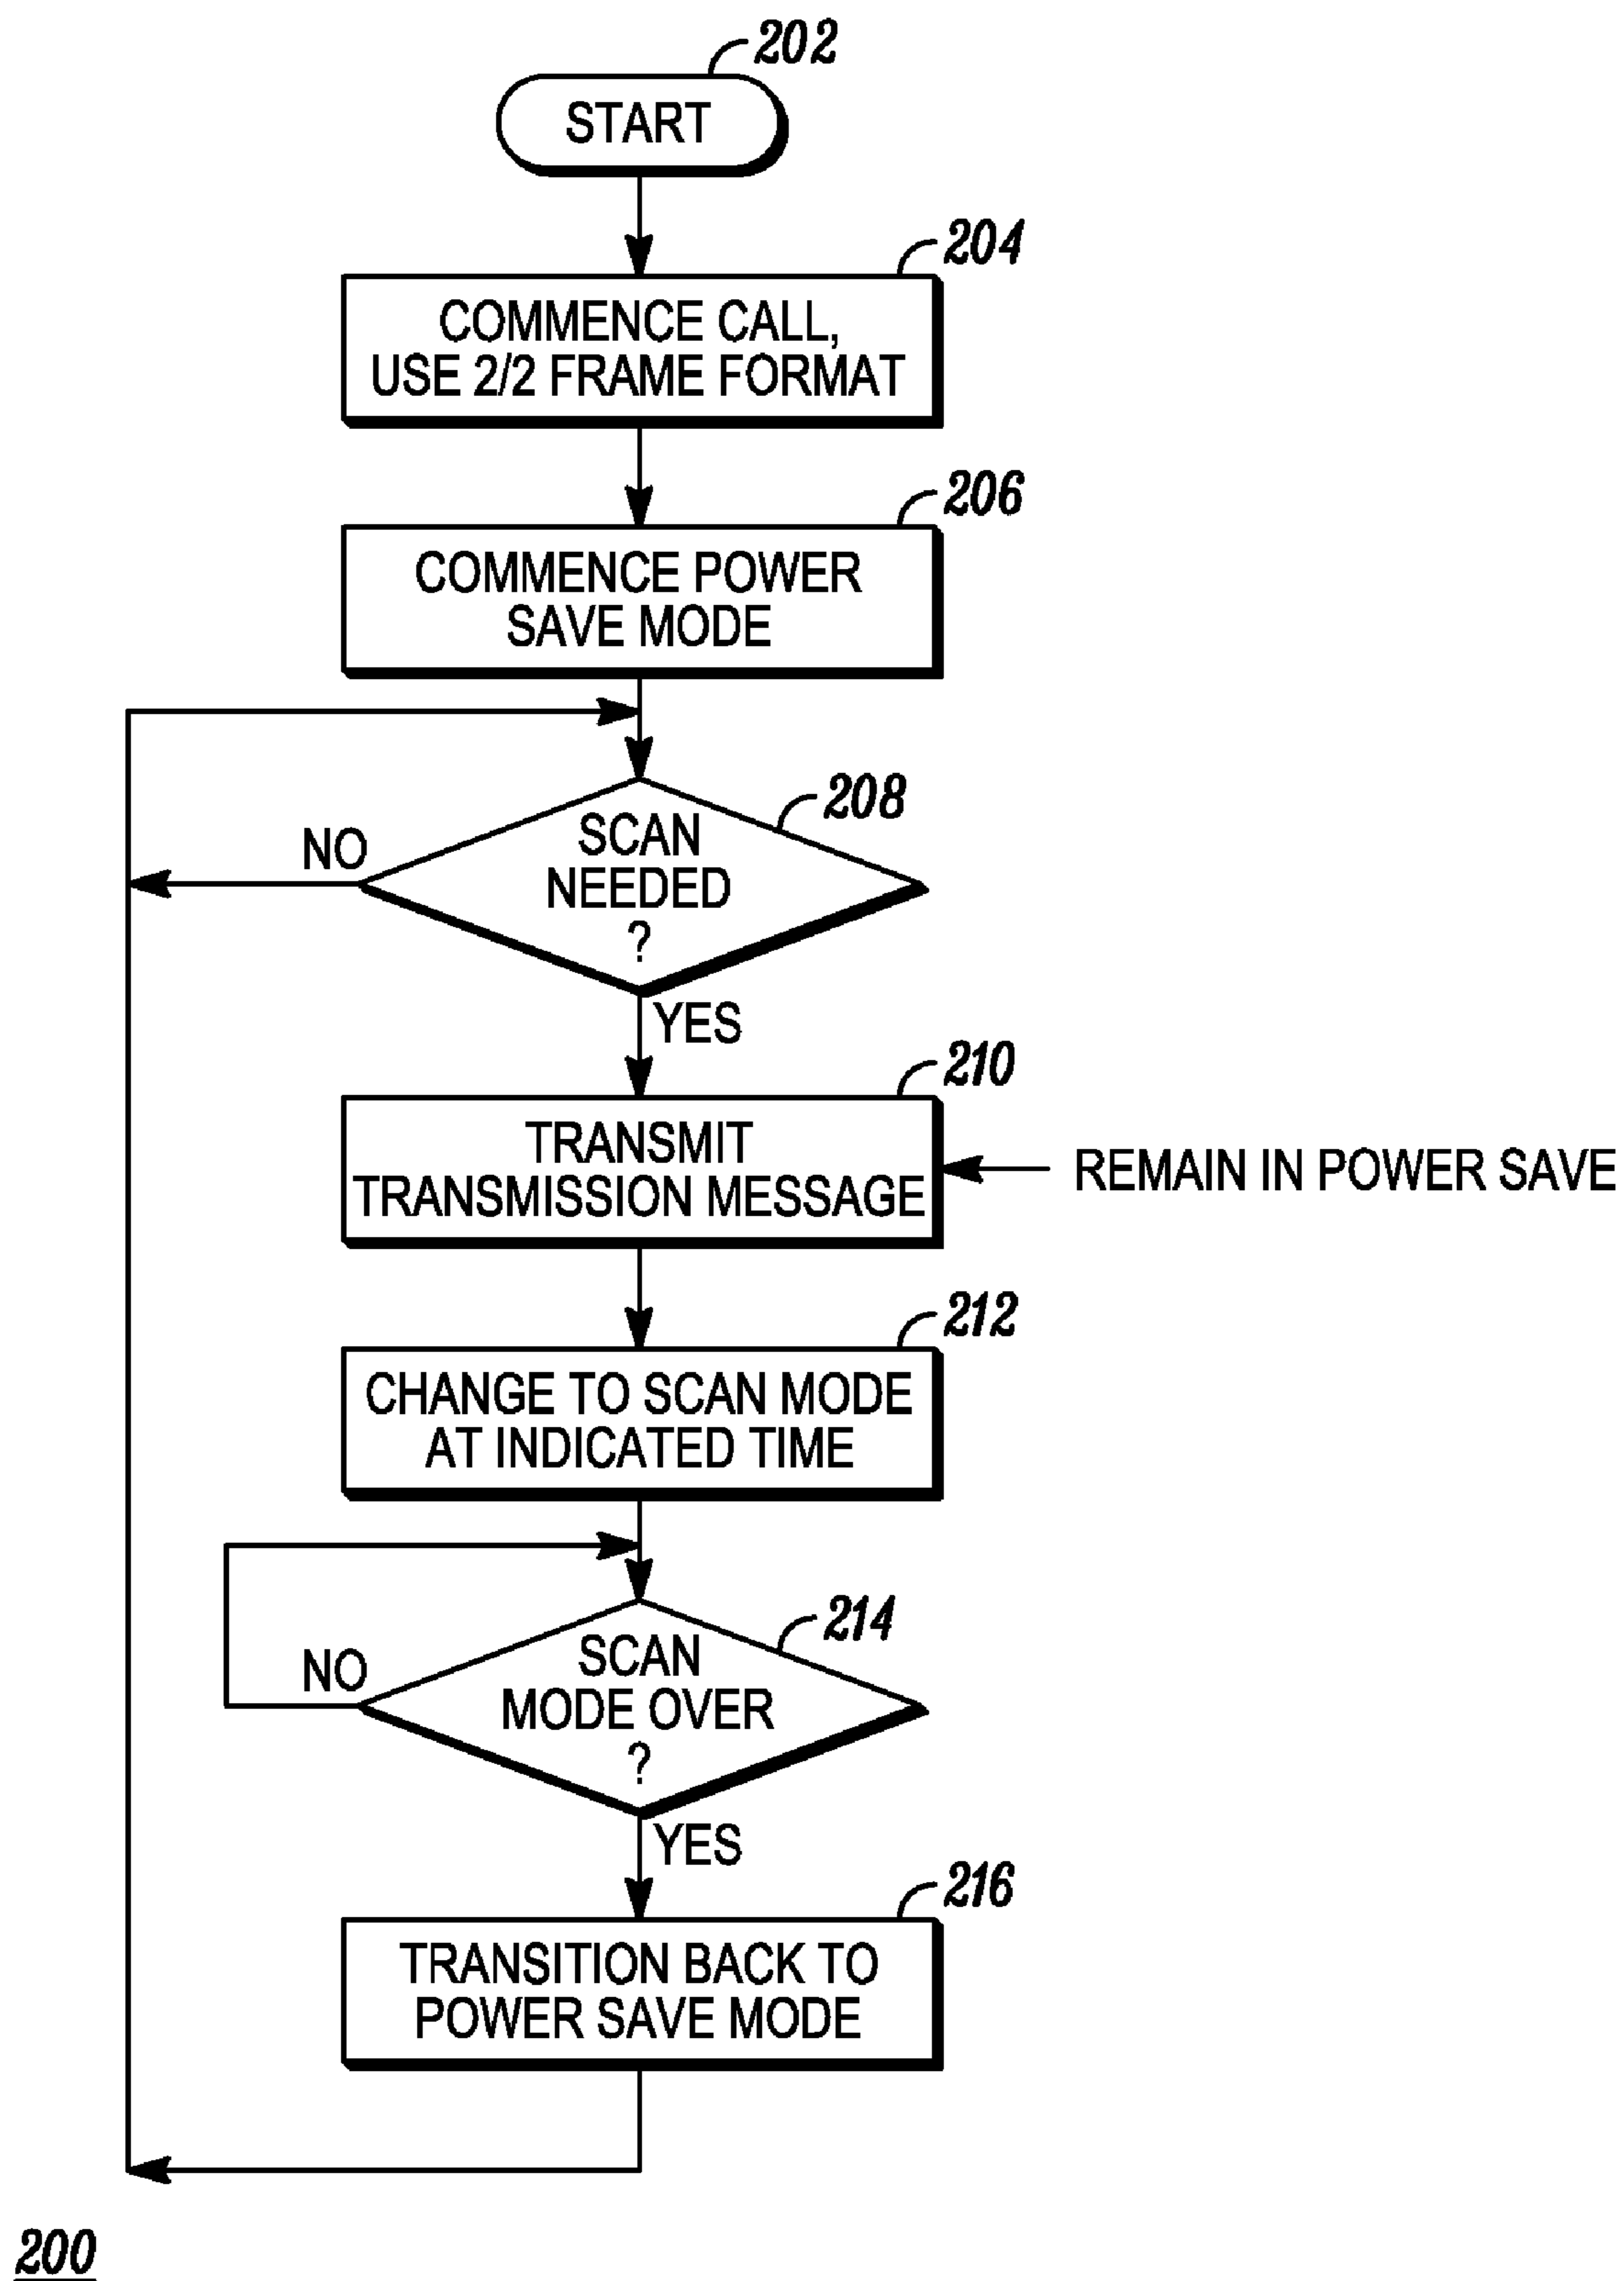 202
START
204
COMMENCE CALL,
USE 2/2 FRAME FORMAT
206
COMMENCE POWER
SAVE MODE
208
SCAN
NEEDED
?
NO
YES
210
TRANSMIT
TRANSMISSION MESSAGE
REMAIN IN POWER SAVE
212
CHANGE TO SCAN MODE
AT INDICATED TIME
214
SCAN
MODE OVER
?
NO
YES
216
TRANSITION BACK TO
POWER SAVE MODE
200